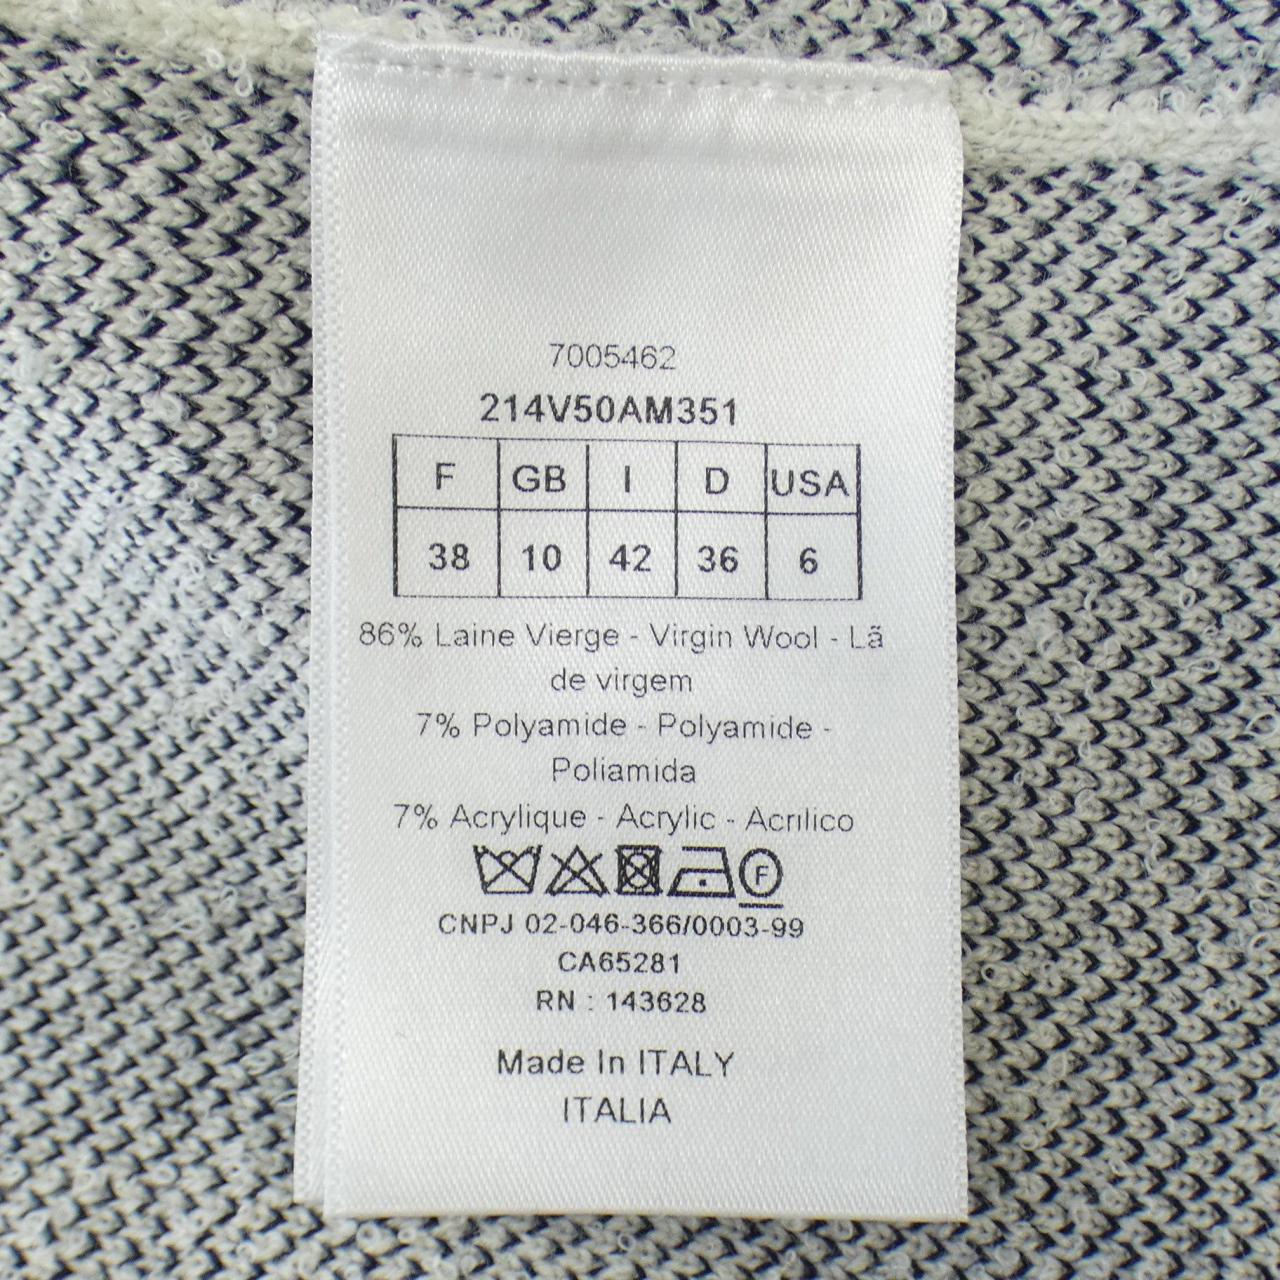 7005462
214V50AM351
F GB I D USA
38 10 42 36 6
86% Laine Vierge - Virgin Wool - Lã
de virgem
7% Polyamide - Polyamide -
Poliamida
7% Acrylique - Acrylic - Acrilico
F
CNPJ 02-046-366/0003-99
CA65281
RN : 143628
Made In ITALY
ITALIA